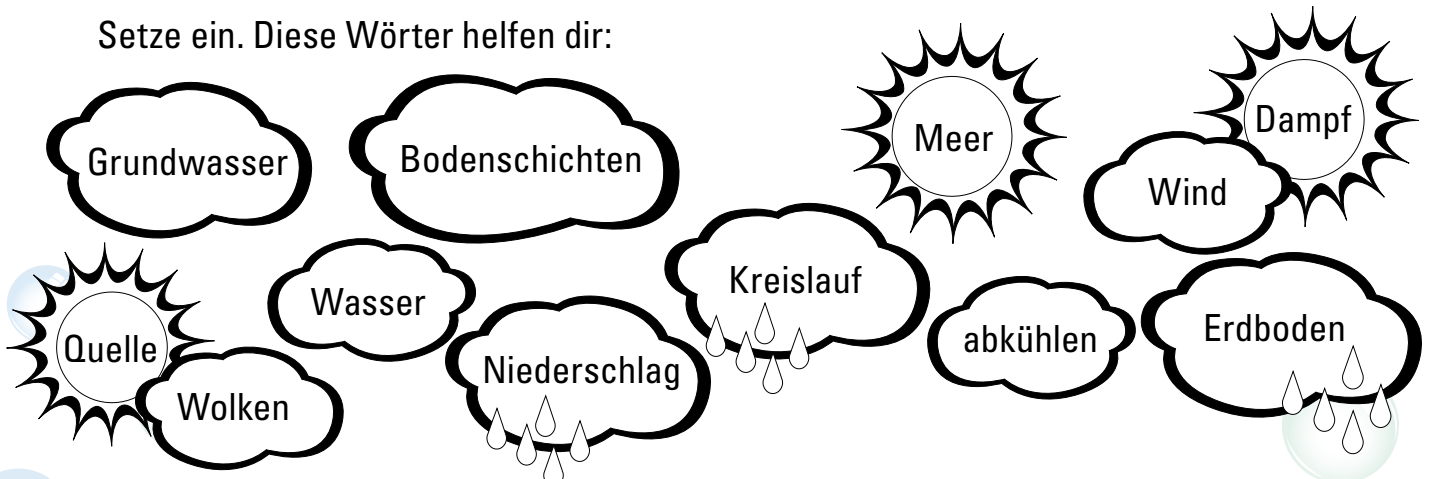 Setze ein. Diese Wörter helfen dir:
Grundwasser
Bodenschichten
Meer
Dampf
Wind
Quelle
Wasser
Kreislauf
Niederschlag
abkühlen
Erdboden
Wolken